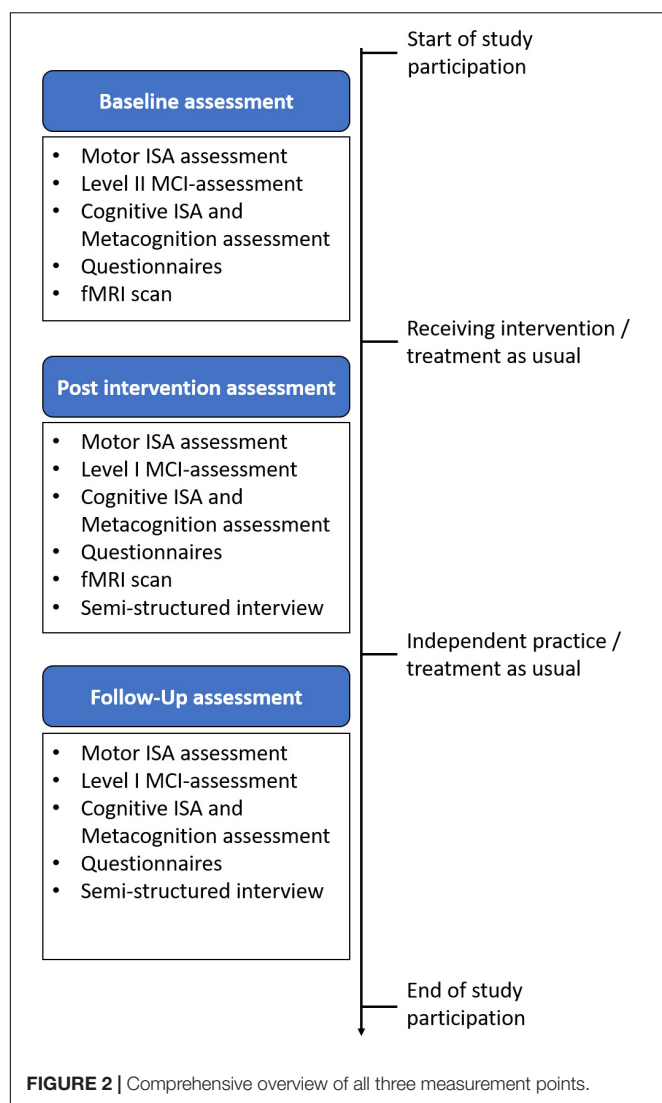 Start of study
participation
Baseline assessment
• Motor ISA assessment
• Level II MCI-assessment
• Cognitive ISA and
Metacognition assessment
• Questionnaires
• fMRI scan
Receiving intervention /
treatment as usual
Post intervention assessment
• Motor ISA assessment
• Level I MCI-assessment
• Cognitive ISA and
Metacognition assessment
• Questionnaires
• fMRI scan
• Semi-structured interview
Independent practice /
treatment as usual
Follow-Up assessment
• Motor ISA assessment
• Level I MCI-assessment
• Cognitive ISA and
Metacognition assessment
• Questionnaires
• Semi-structured interview
End of study
participation
FIGURE 2 | Comprehensive overview of all three measurement points.